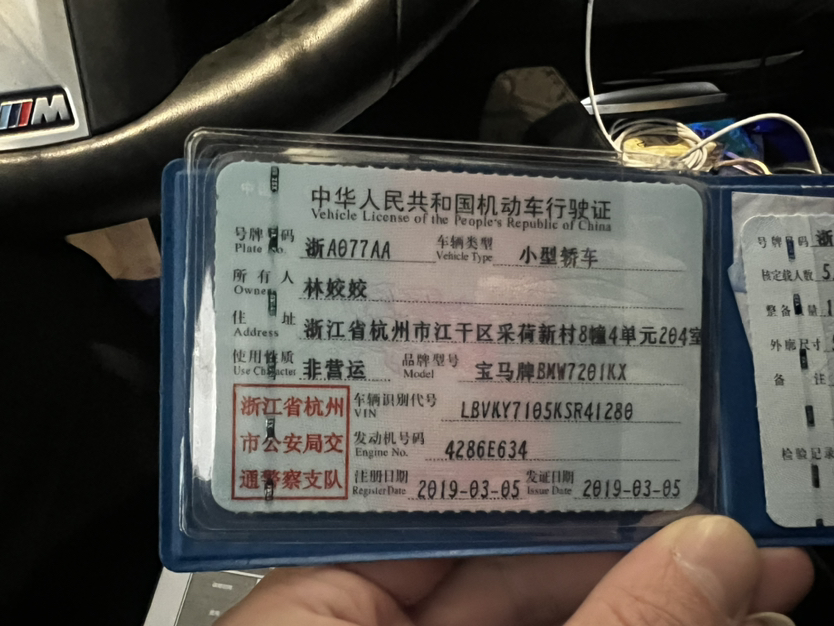 M
中华人民共和国机动车行驶证
Vehicle License of the People's Republic of China
号牌号码 浙A077AA 车辆类型 小型轿车
Plate No. Vehicle Type
所有人 林姣姣
Owner
住址 浙江省杭州市江干区采荷新村8幢4单元204室
Address
使用性质 非营运 品牌型号 宝马牌BMW7201KX
Use Character Model
浙江省杭州
市公安局交
通警察支队
车辆识别代号 LBVKY7105KSR41280
VIN
发动机号码 4286E634
Engine No.
注册日期 2019-03-05 发证日期 2019-03-05
Register Date Issue Date
号牌号码 浙
核定载人数 5
整备质量 1
外廓尺寸
备注
检验记录